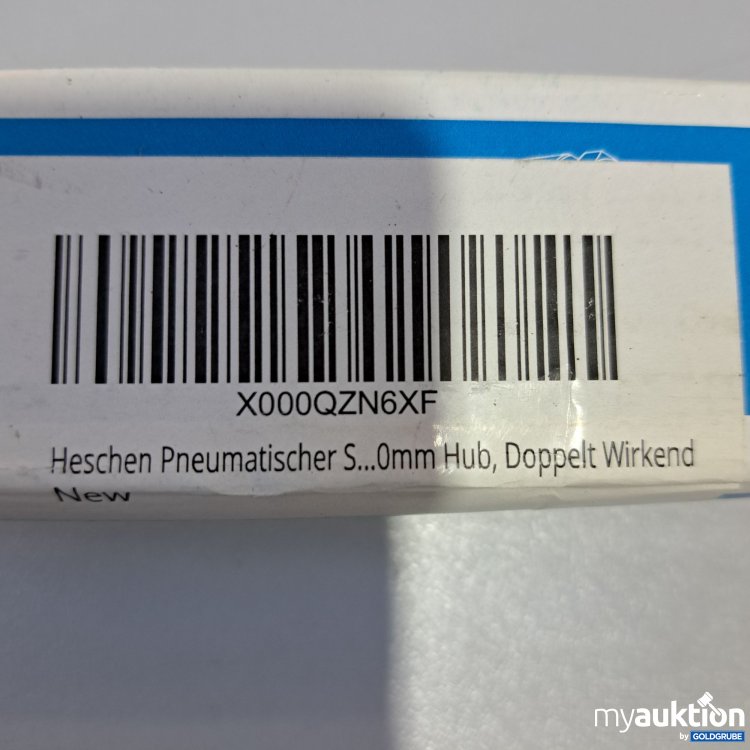 X000QZN6XF
Heschen Pneumatischer S...0mm Hub, Doppelt Wirkend
New
myauktion
by GOLDGRUBE